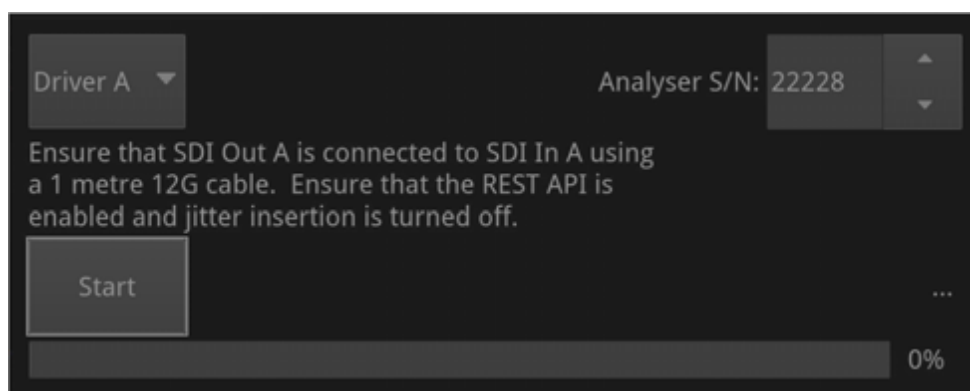 Driver A
Analyser S/N: 22228
Ensure that SDI Out A is connected to SDI In A using
a 1 metre 12G cable.  Ensure that the REST API is
enabled and jitter insertion is turned off.
Start
...
0%